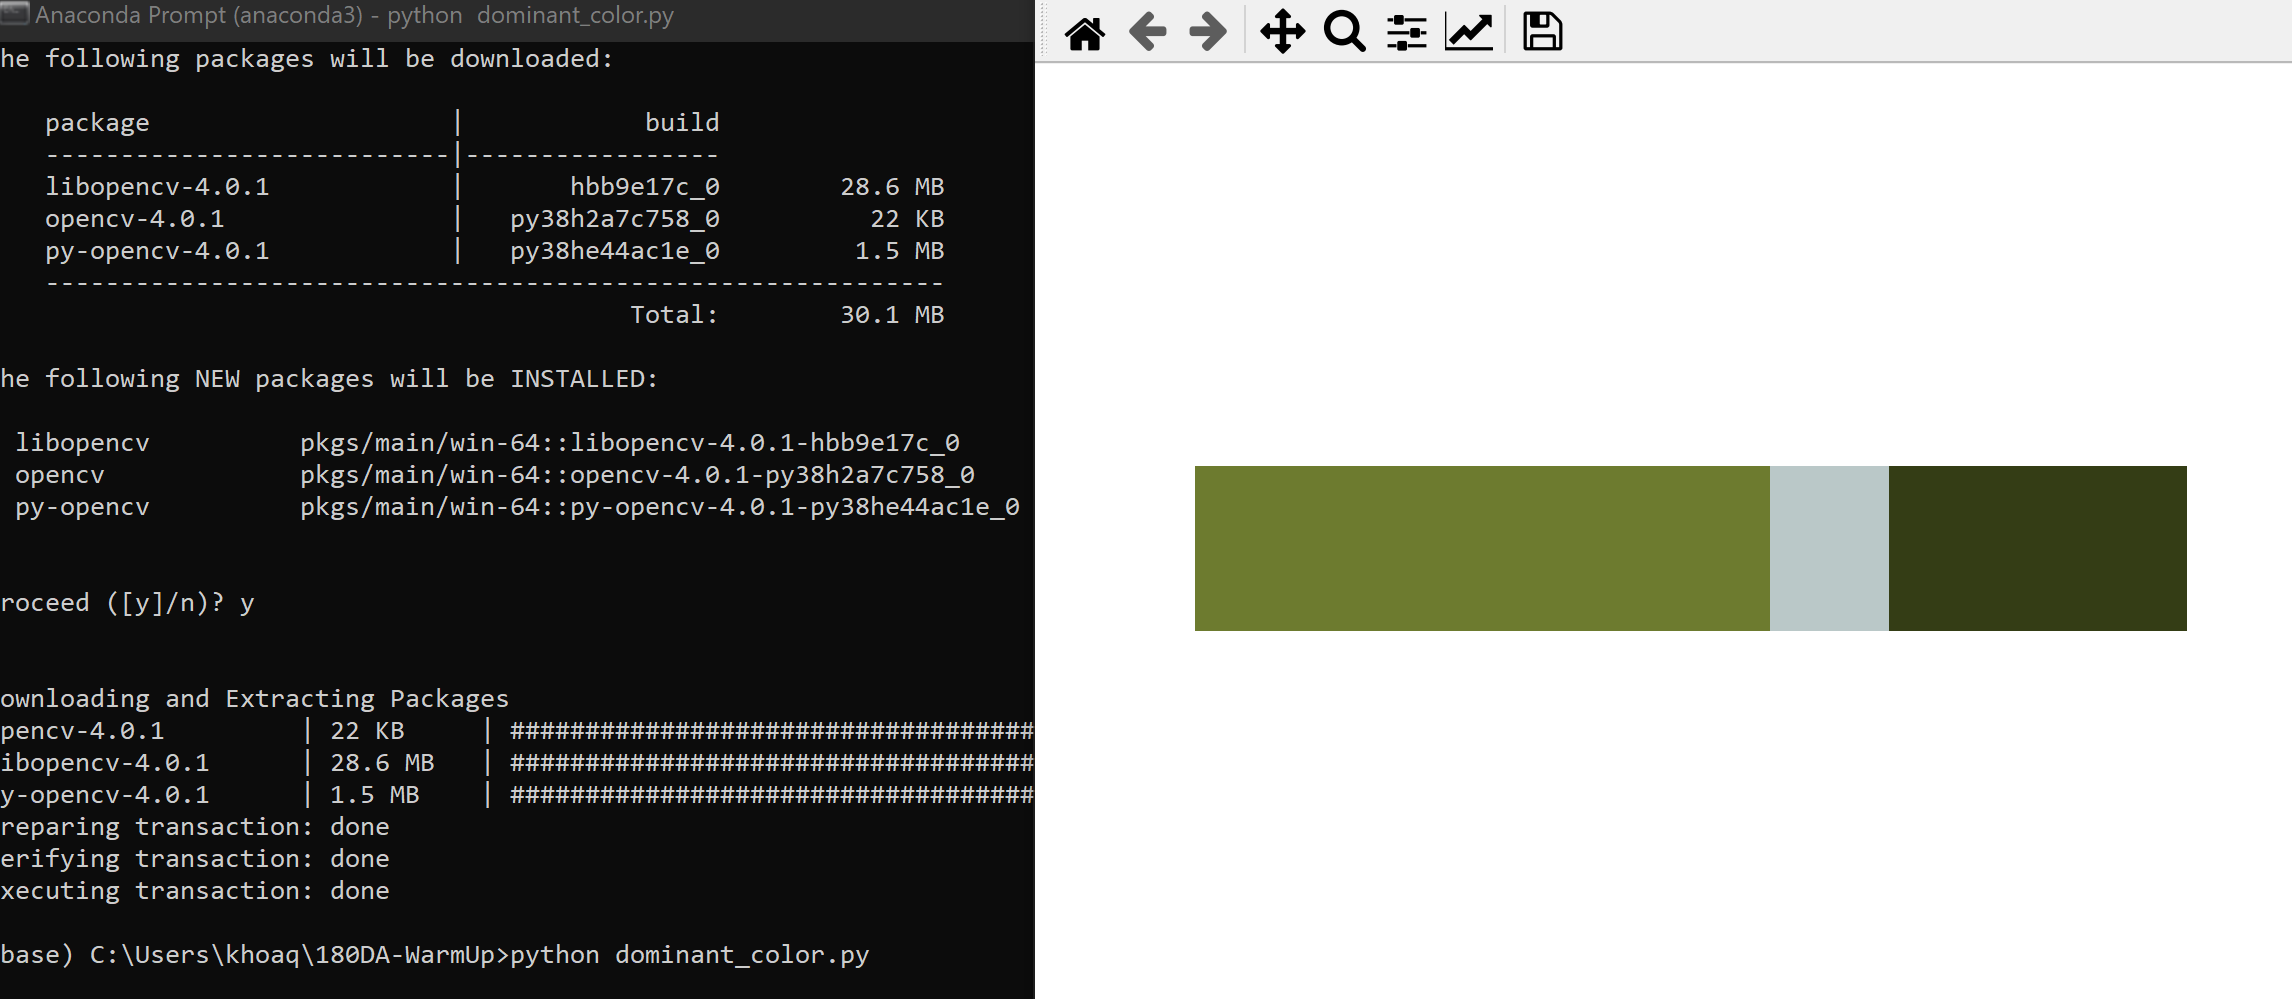 Anaconda Prompt (anaconda3) - python  dominant_color.py
he following packages will be downloaded:
package                    |            build
---------------------------|-----------------
libopencv-4.0.1            |       hbb9e17c_0        28.6 MB
opencv-4.0.1               |   py38h2a7c758_0          22 KB
py-opencv-4.0.1            |   py38he44ac1e_0         1.5 MB
------------------------------------------------------------
Total:        30.1 MB
he following NEW packages will be INSTALLED:
libopencv          pkgs/main/win-64::libopencv-4.0.1-hbb9e17c_0
opencv             pkgs/main/win-64::opencv-4.0.1-py38h2a7c758_0
py-opencv          pkgs/main/win-64::py-opencv-4.0.1-py38he44ac1e_0
roceed ([y]/n)? y
ownloading and Extracting Packages
pencv-4.0.1         | 22 KB     | ###################################
ibopencv-4.0.1      | 28.6 MB   | ###################################
y-opencv-4.0.1      | 1.5 MB    | ###################################
reparing transaction: done
erifying transaction: done
xecuting transaction: done
base) C:\Users\khoaq\180DA-WarmUp>python dominant_color.py